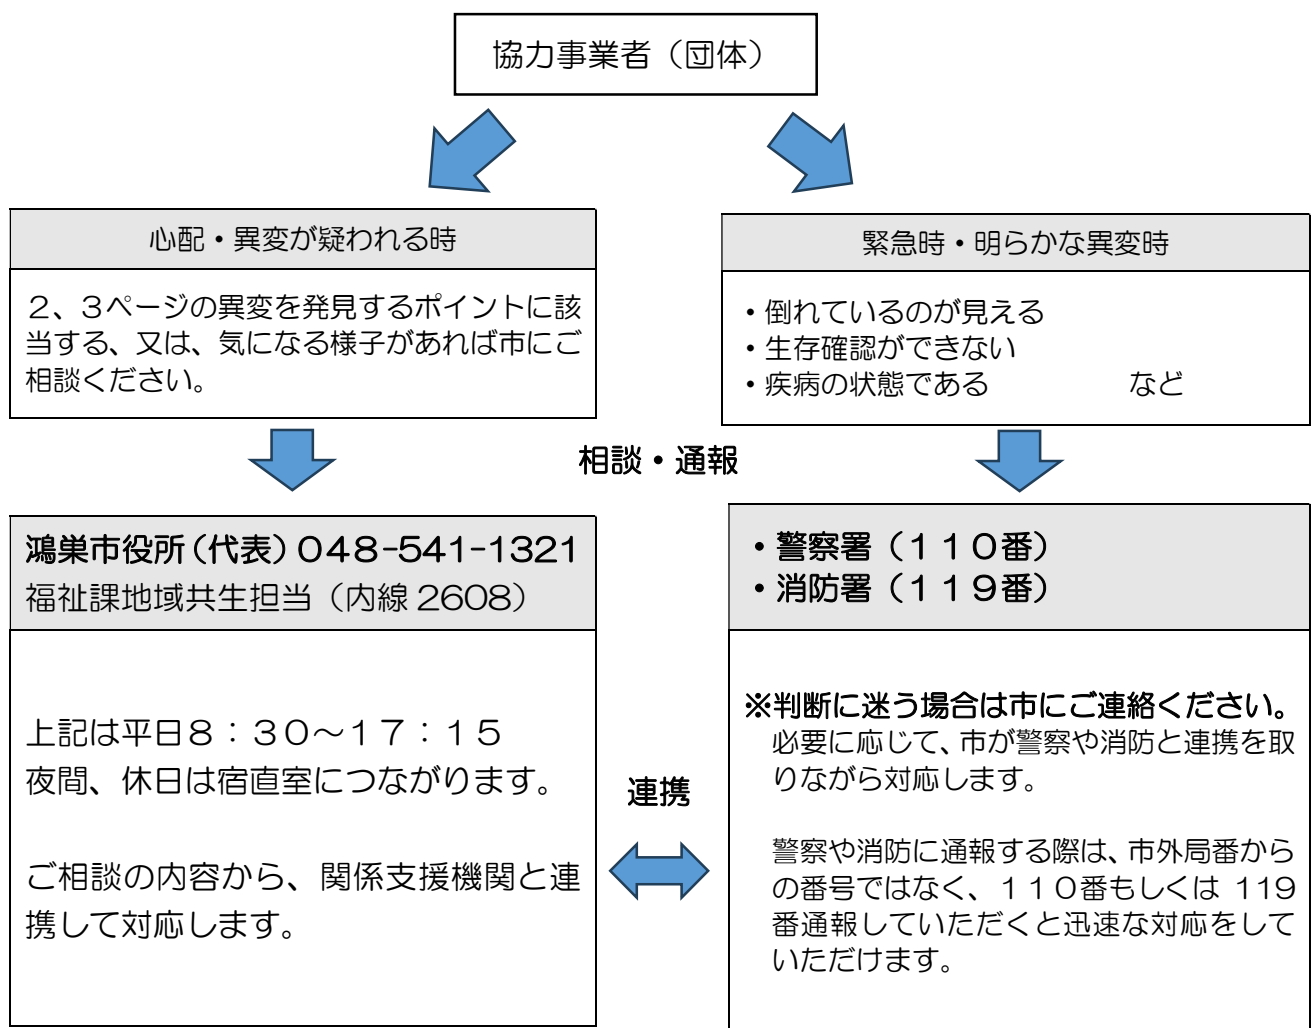 協力事業者（団体）
心配・異変が疑われる時
２、３ページの異変を発見するポイントに該
当する、又は、気になる様子があれば市にご
相談ください。
緊急時・明らかな異変時
・倒れているのが見える
・生存確認ができない
・疾病の状態である　　　　　など
相談・通報
鴻巣市役所（代表）０４８-５４１-１３２１
福祉課地域共生担当（内線 2608）
上記は平日８：３０～１７：１５
夜間、休日は宿直室につながります。
ご相談の内容から、関係支援機関と連
携して対応します。
連携
・警察署（１１０番）
・消防署（１１９番）
※判断に迷う場合は市にご連絡ください。
必要に応じて、市が警察や消防と連携を取
りながら対応します。
警察や消防に通報する際は、市外局番から
の番号ではなく、１１０番もしくは 119
番通報していただくと迅速な対応をして
いただけます。